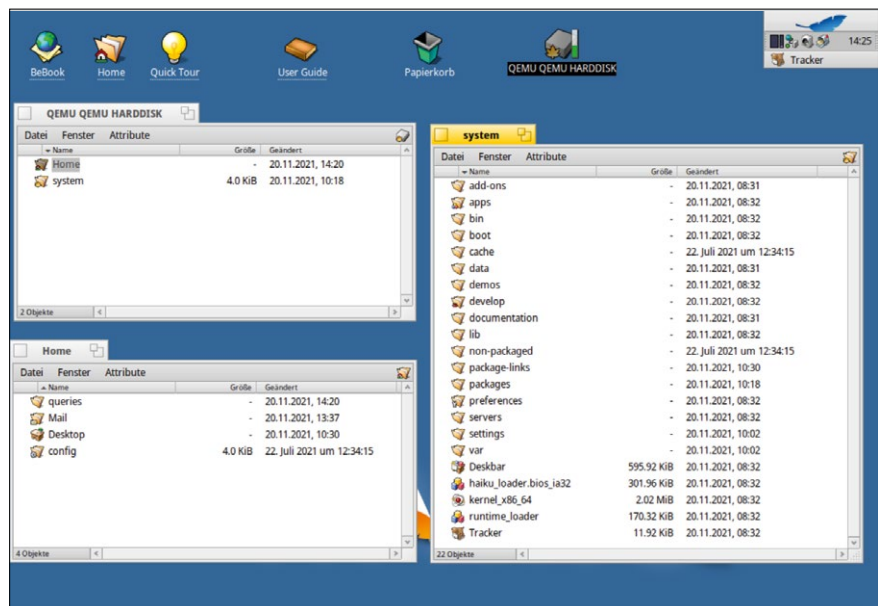 BeBook Home Quick Tour User Guide Papierkorb QEMU QEMU HARDDISK
14:25
Tracker
QEMU QEMU HARDDISK
Datei Fenster Attribute
Name Größe Geändert
Home - 20.11.2021, 14:20
system 4.0 KiB 20.11.2021, 10:18
2 Objekte
Home
Datei Fenster Attribute
Name Größe Geändert
queries - 20.11.2021, 14:20
Mail - 20.11.2021, 13:37
Desktop - 20.11.2021, 10:30
config 4.0 KiB 22. Juli 2021 um 12:34:15
4 Objekte
system
Datei Fenster Attribute
Name Größe Geändert
add-ons - 20.11.2021, 08:31
apps - 20.11.2021, 08:32
bin - 20.11.2021, 08:32
boot - 20.11.2021, 08:32
cache - 22. Juli 2021 um 12:34:15
data - 20.11.2021, 08:31
demos - 20.11.2021, 08:32
develop - 20.11.2021, 08:32
documentation - 20.11.2021, 08:31
lib - 20.11.2021, 08:32
non-packaged - 22. Juli 2021 um 12:34:15
package-links - 20.11.2021, 10:30
packages - 20.11.2021, 10:18
preferences - 20.11.2021, 08:32
servers - 20.11.2021, 08:32
settings - 20.11.2021, 10:02
var - 20.11.2021, 10:02
Deskbar 595.92 KiB 20.11.2021, 08:32
haiku_loader.bios_ia32 301.96 KiB 20.11.2021, 08:32
kernel_x86_64 2.02 MiB 20.11.2021, 08:32
runtime_loader 170.32 KiB 20.11.2021, 08:32
Tracker 11.92 KiB 20.11.2021, 08:32
22 Objekte